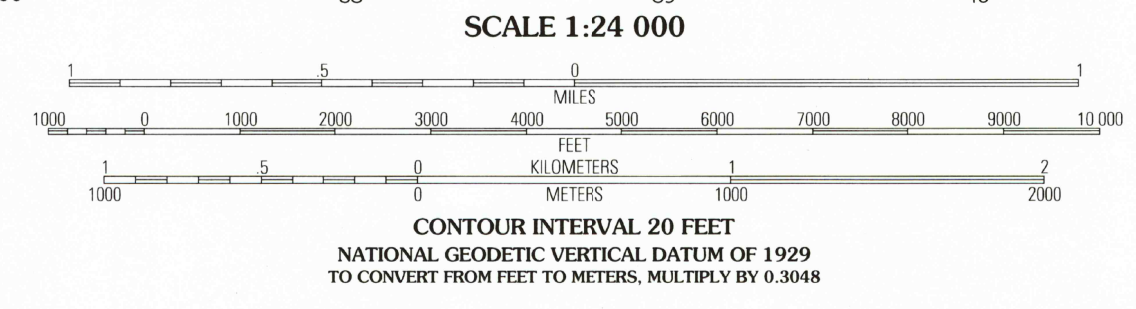 SCALE 1:24 000
1 .5 0 1
MILES
1000 0 1000 2000 3000 4000 5000 6000 7000 8000 9000 10 000
FEET
1 .5 0 KILOMETERS 1 2
1000 0 METERS 1000 2000
CONTOUR INTERVAL 20 FEET
NATIONAL GEODETIC VERTICAL DATUM OF 1929
TO CONVERT FROM FEET TO METERS, MULTIPLY BY 0.3048